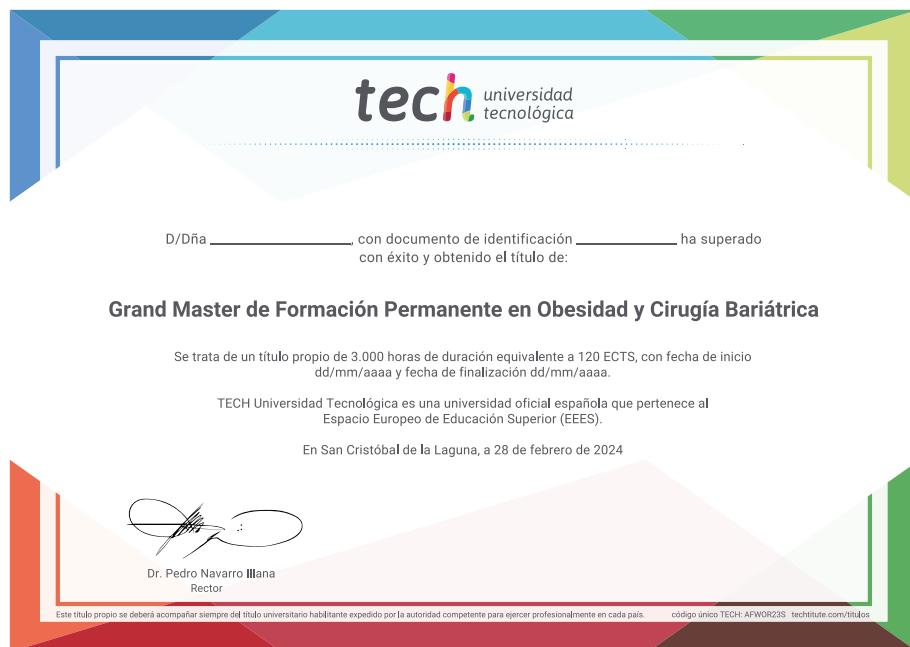 tech universidad
tecnológica
D/Dña ____________________, con documento de identificación ______________ ha superado
con éxito y obtenido el título de:
Grand Master de Formación Permanente en Obesidad y Cirugía Bariátrica
Se trata de un título propio de 3.000 horas de duración equivalente a 120 ECTS, con fecha de inicio
dd/mm/aaaa y fecha de finalización dd/mm/aaaa.
TECH Universidad Tecnológica es una universidad oficial española que pertenece al
Espacio Europeo de Educación Superior (EEES).
En San Cristóbal de la Laguna, a 28 de febrero de 2024
Dr. Pedro Navarro Illana
Rector
Este título propio se deberá acompañar siempre del título universitario habilitante expedido por la autoridad competente para ejercer profesionalmente en cada país. código único TECH: AFWOR23S techtitute.com/titulos